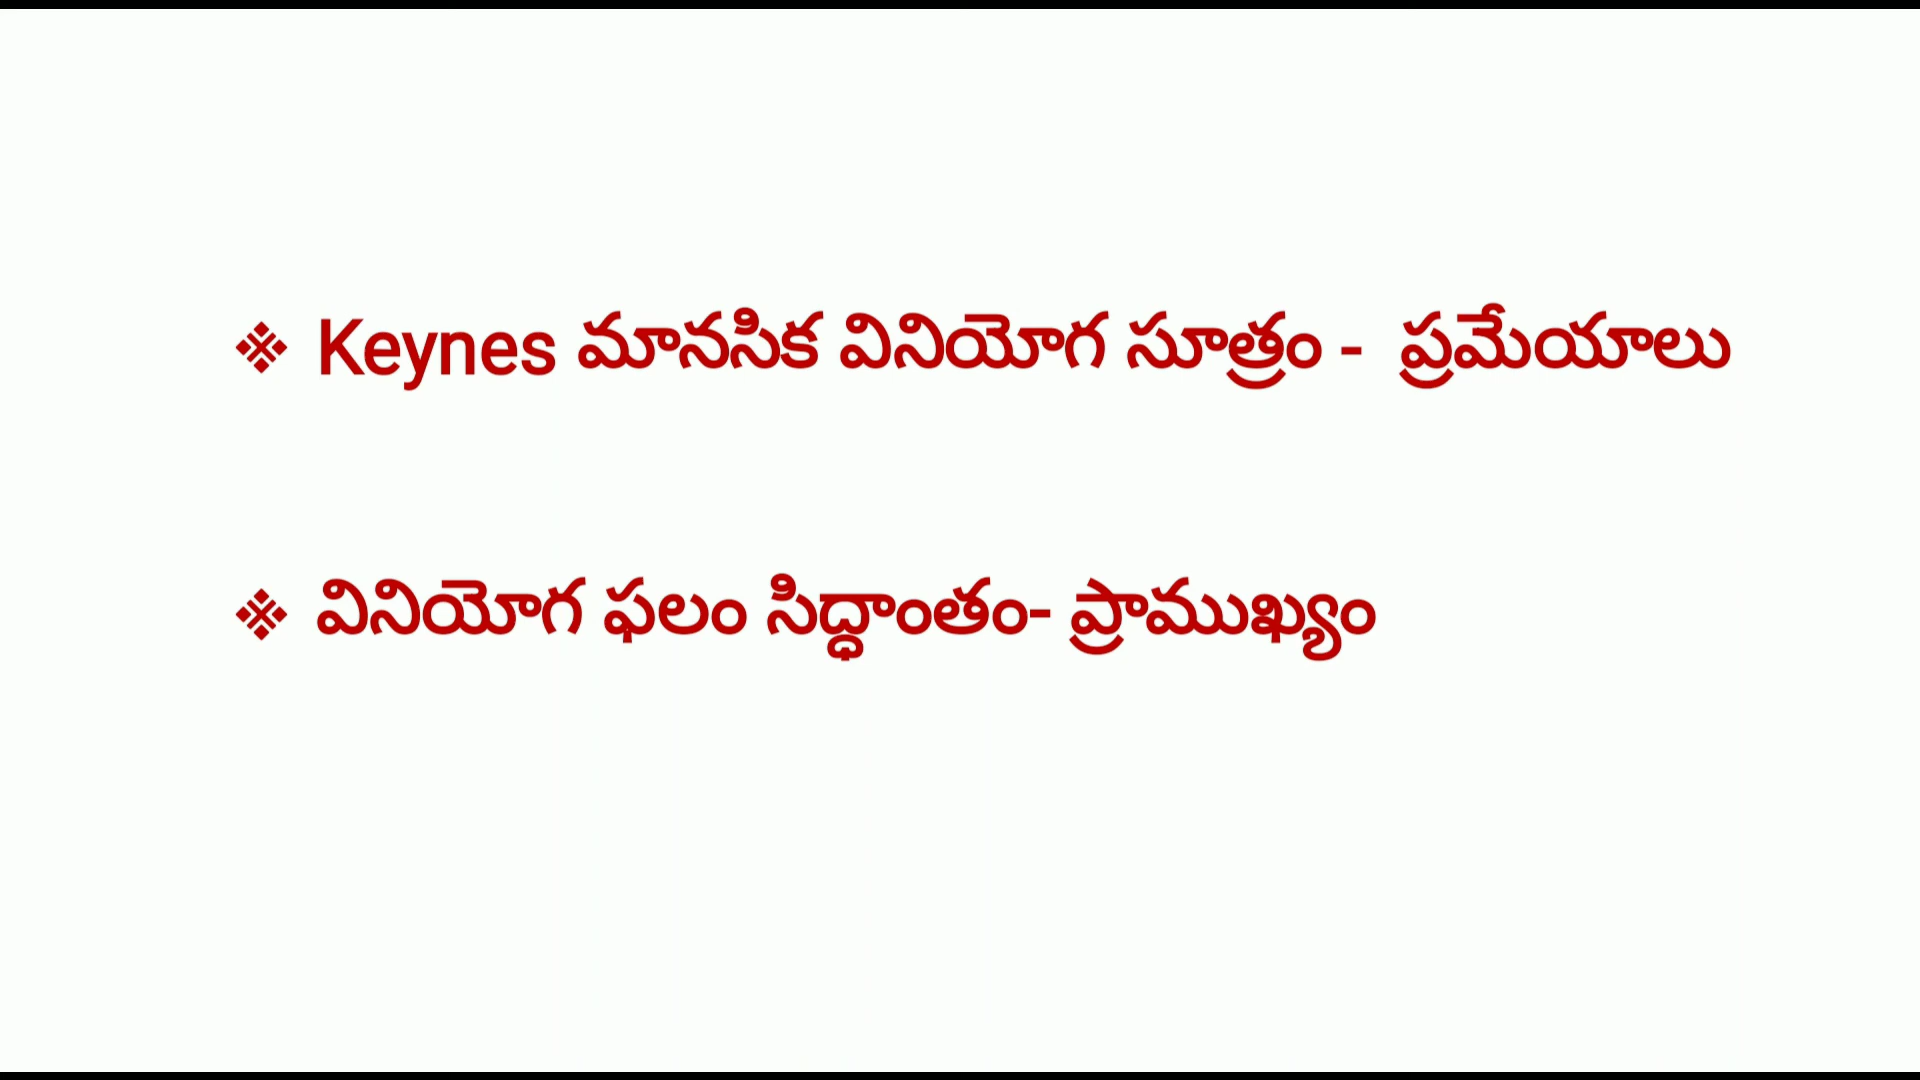 ❖ Keynes మానసిక వినియోగ సూత్రం - ప్రమేయాలు
❖ వినియోగ ఫలం సిద్ధాంతం- ప్రాముఖ్యం